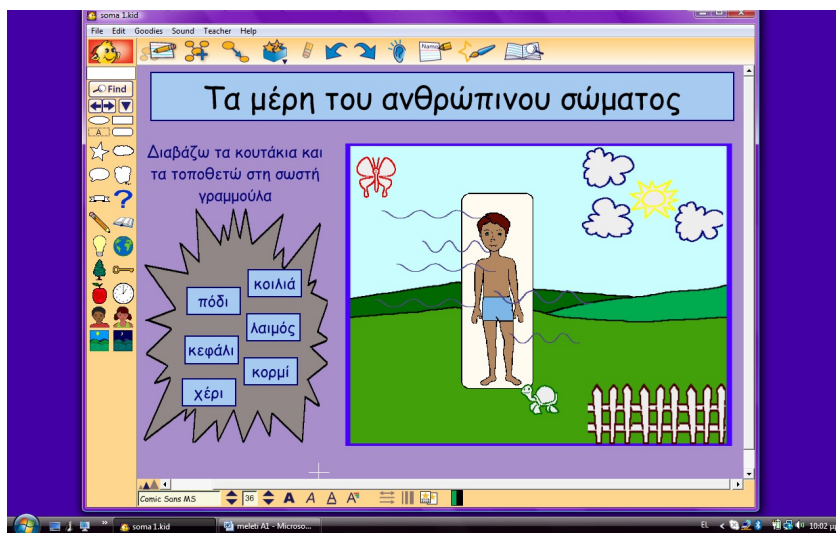 soma 1.kid
File Edit Goodies Sound Teacher Help
Name
Find
A
Τα μέρη του ανθρώπινου σώματος
Διαβάζω τα κουτάκια και
τα τοποθετώ στη σωστή
γραμμούλα
κοιλιά
πόδι
λαιμός
κεφάλι
κορμί
χέρι
Comic Sans MS 36 A A A A
soma 1.kid meleti A1 - Microso... EL 10:02 μμ